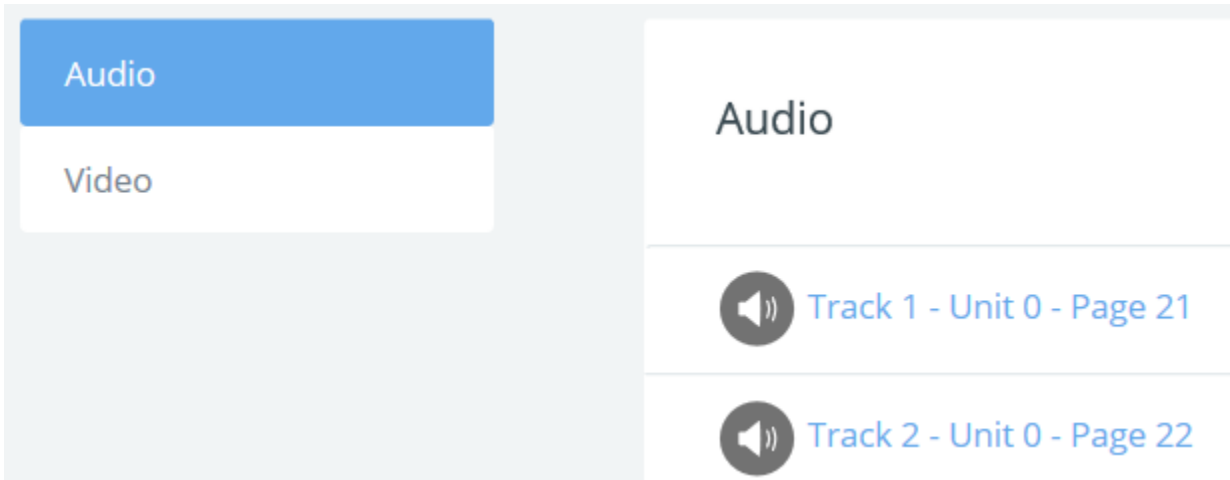 Audio
Video
Audio
Track 1 - Unit 0 - Page 21
Track 2 - Unit 0 - Page 22